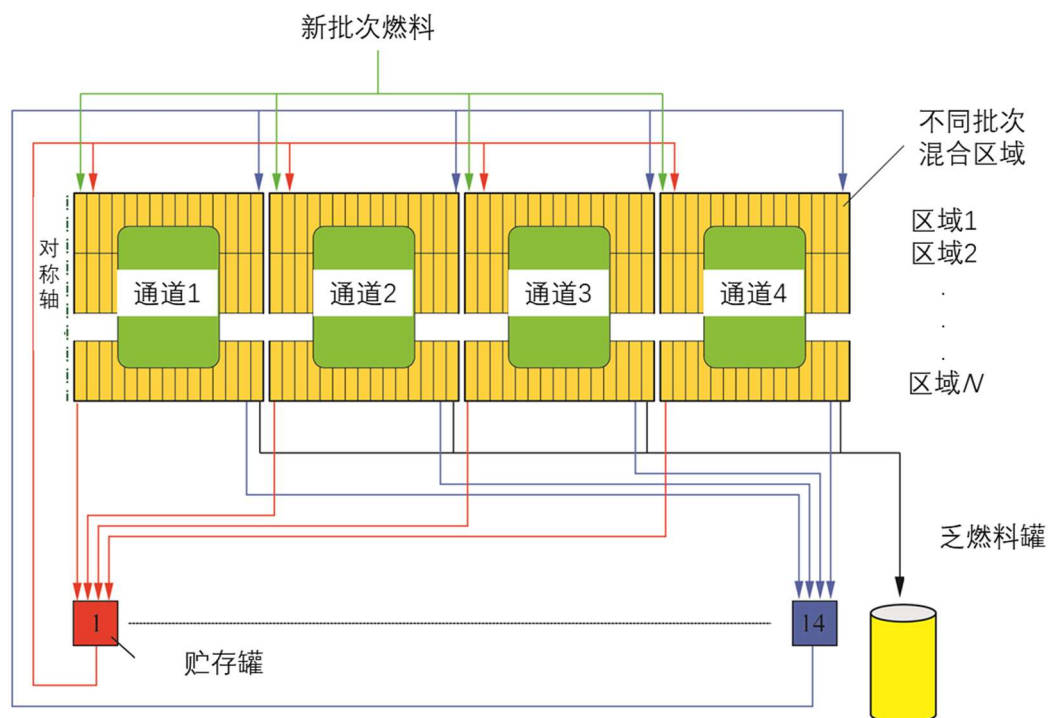 新批次燃料
不同批次
混合区域
区域1
区域2
.
.
.
区域N
对称轴
通道1
通道2
通道3
通道4
乏燃料罐
1
14
贮存罐